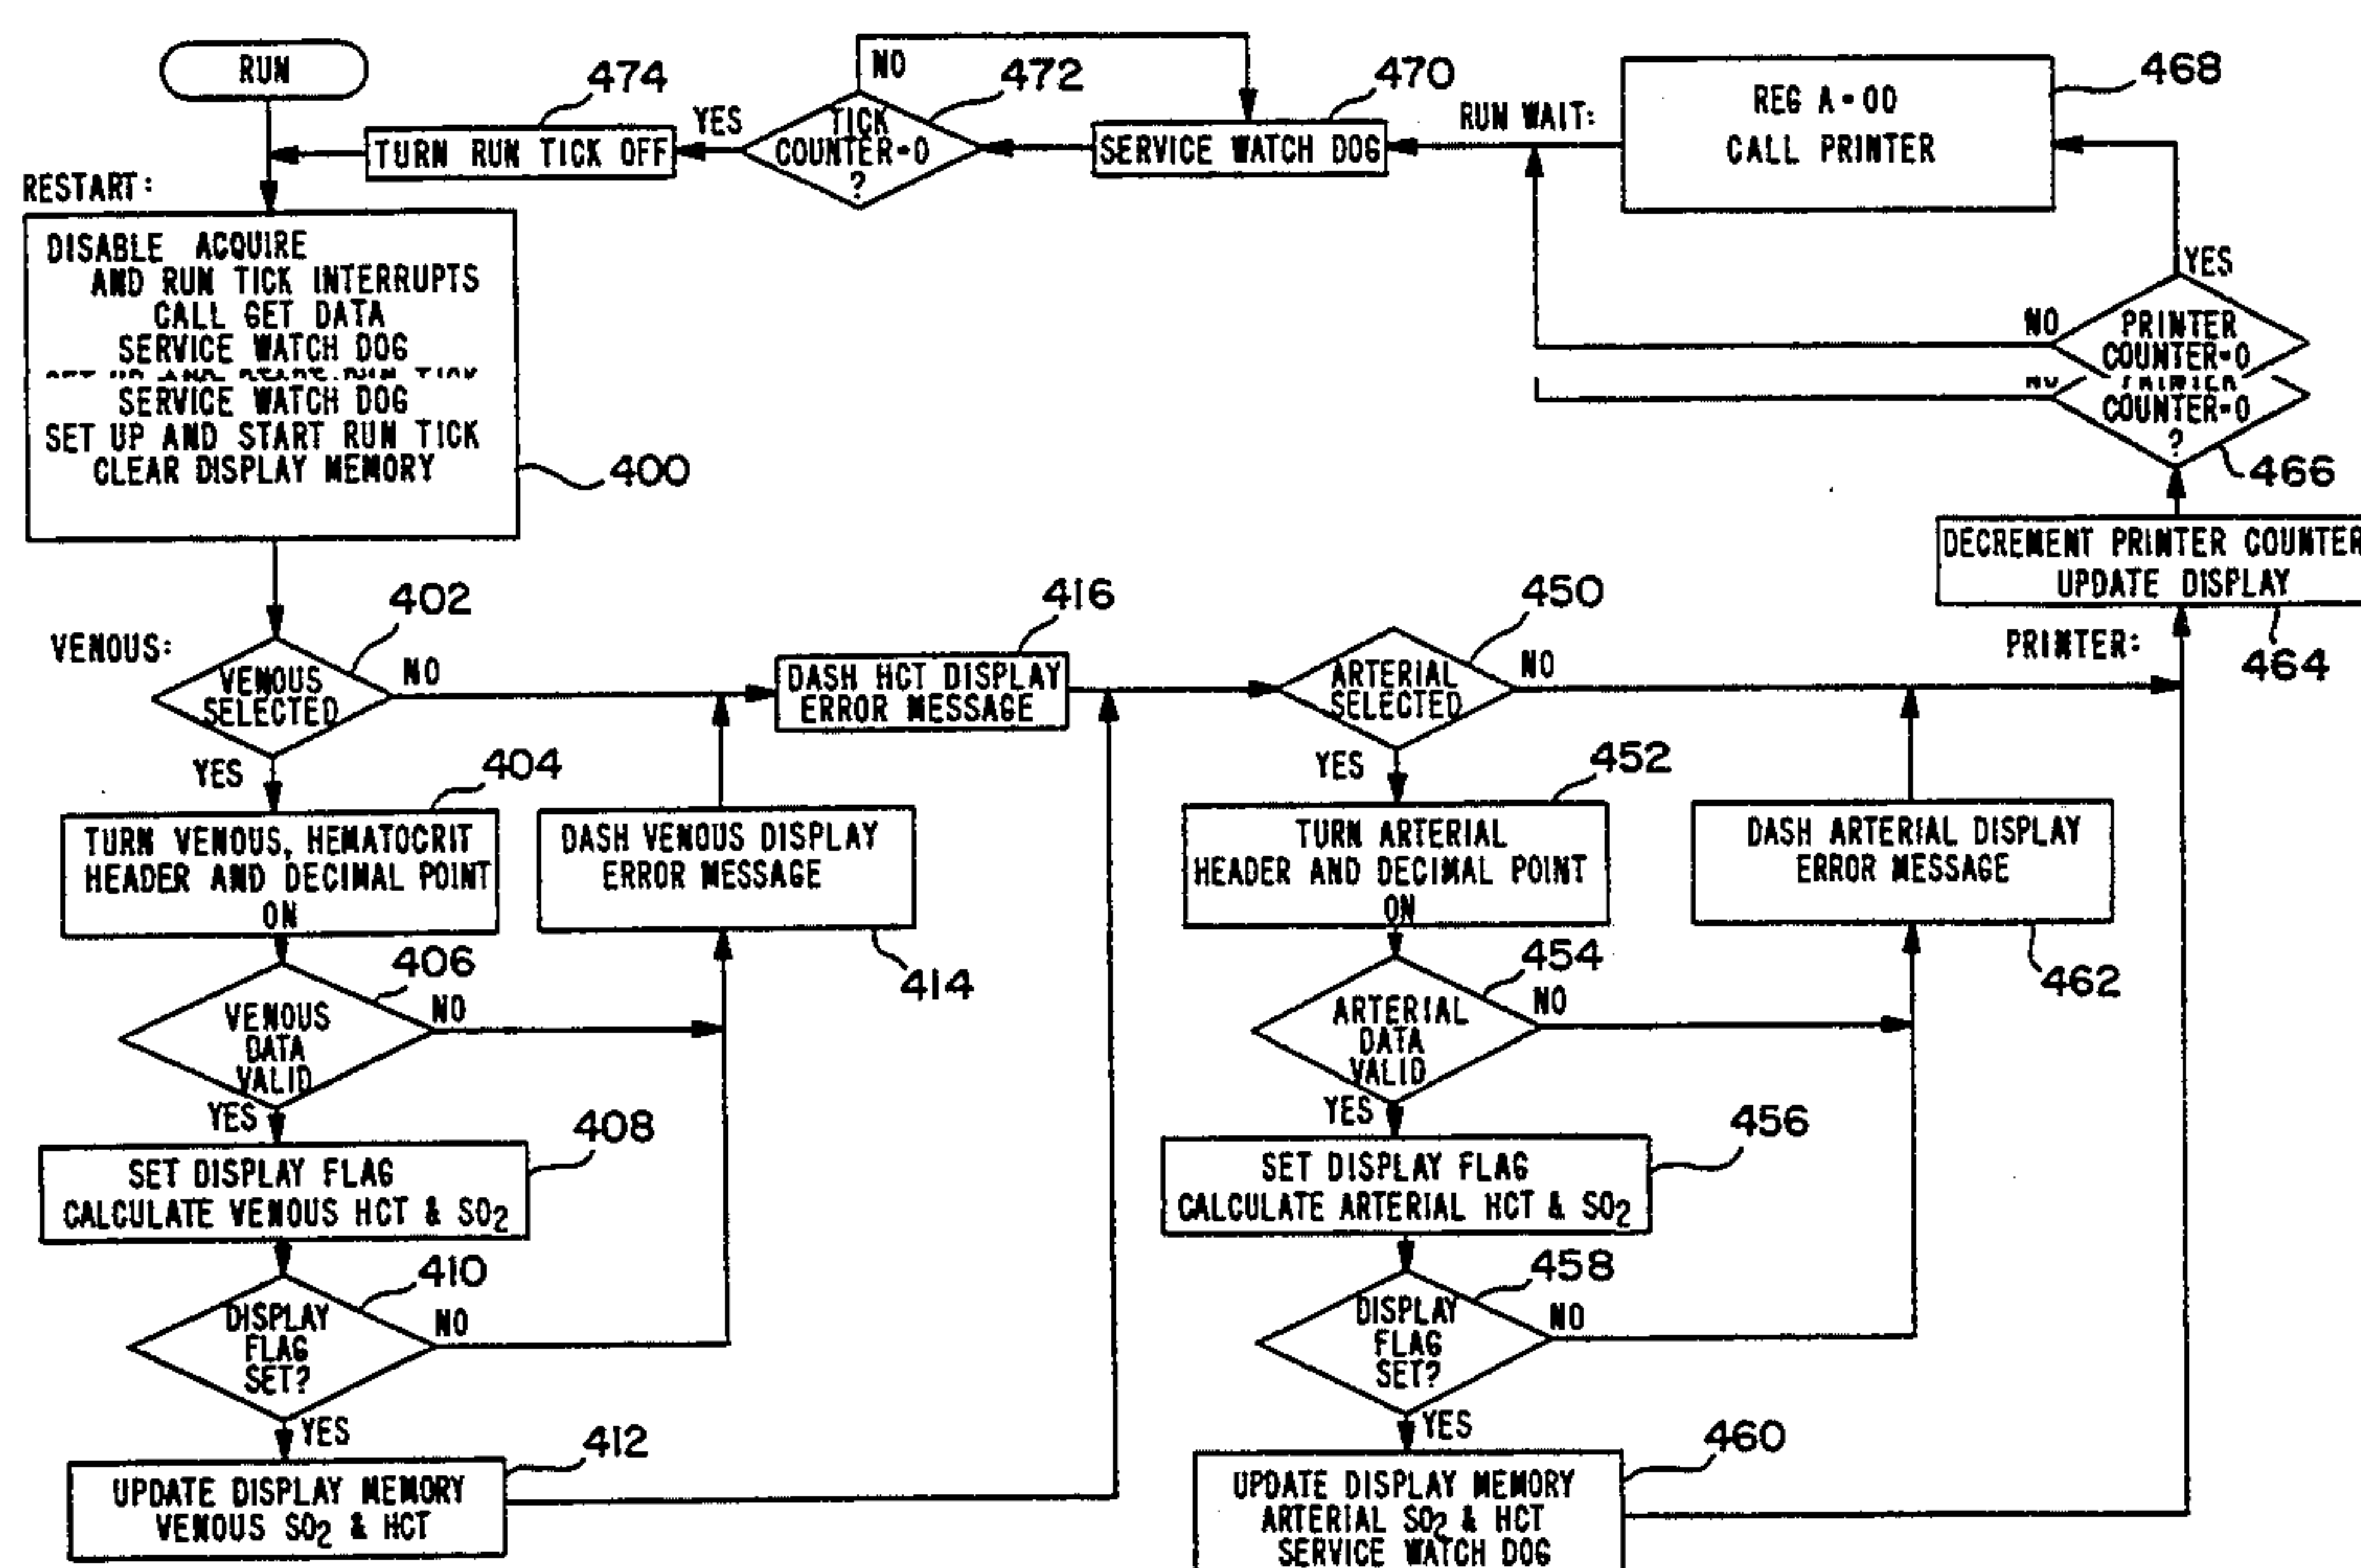 RUN
474
NO
472
470
468
TICK
COUNTER=0
?
YES
TURN RUN TICK OFF
SERVICE WATCH DOG
RUN WAIT:
REG A-00
CALL PRINTER
RESTART:
DISABLE ACQUIRE
AND RUN TICK INTERRUPTS
CALL GET DATA
SERVICE WATCH DOG
SET UP AND START RUN TICK
SERVICE WATCH DOG
SET UP AND START RUN TICK
CLEAR DISPLAY MEMORY
400
YES
NO
PRINTER
COUNTER=0
NO
PRINTER
COUNTER=0
?
466
DECREMENT PRINTER COUNTER
UPDATE DISPLAY
464
PRINTER:
VENOUS:
402
VENOUS
SELECTED
NO
YES
416
DASH HCT DISPLAY
ERROR MESSAGE
450
ARTERIAL
SELECTED
NO
YES
404
TURN VENOUS, HEMATOCRIT
HEADER AND DECIMAL POINT
ON
DASH VENOUS DISPLAY
ERROR MESSAGE
414
452
TURN ARTERIAL
HEADER AND DECIMAL POINT
ON
DASH ARTERIAL DISPLAY
ERROR MESSAGE
462
406
VENOUS
DATA
VALID
NO
YES
454
ARTERIAL
DATA
VALID
NO
YES
408
SET DISPLAY FLAG
CALCULATE VENOUS HCT & SO2
456
SET DISPLAY FLAG
CALCULATE ARTERIAL HCT & SO2
410
DISPLAY
FLAG
SET?
NO
YES
458
DISPLAY
FLAG
SET?
NO
YES
412
UPDATE DISPLAY MEMORY
VENOUS SO2 & HCT
460
UPDATE DISPLAY MEMORY
ARTERIAL SO2 & HCT
SERVICE WATCH DOG